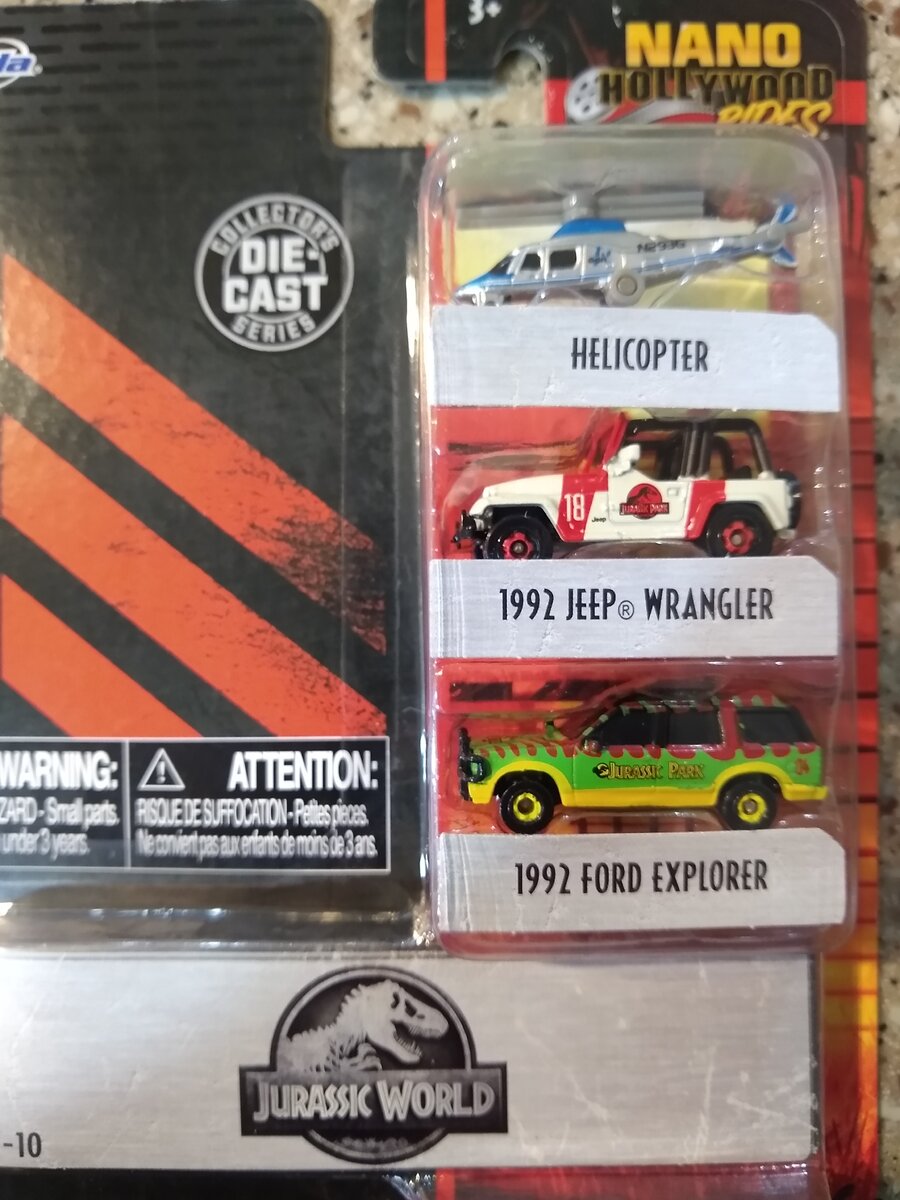 3+
NANO
HOLLYWOOD
RIDES
COLLECTOR'S
DIE-
CAST
SERIES
N293G
HELICOPTER
18
Jeep
JURASSIC PARK
1992 JEEP® WRANGLER
JURASSIC PARK
1992 FORD EXPLORER
WARNING:
ZARD - Small parts.
under 3 years.
ATTENTION:
RISQUE DE SUFFOCATION - Petites pièces.
Ne convient pas aux enfants de moins de 3 ans.
JURASSIC WORLD
-10